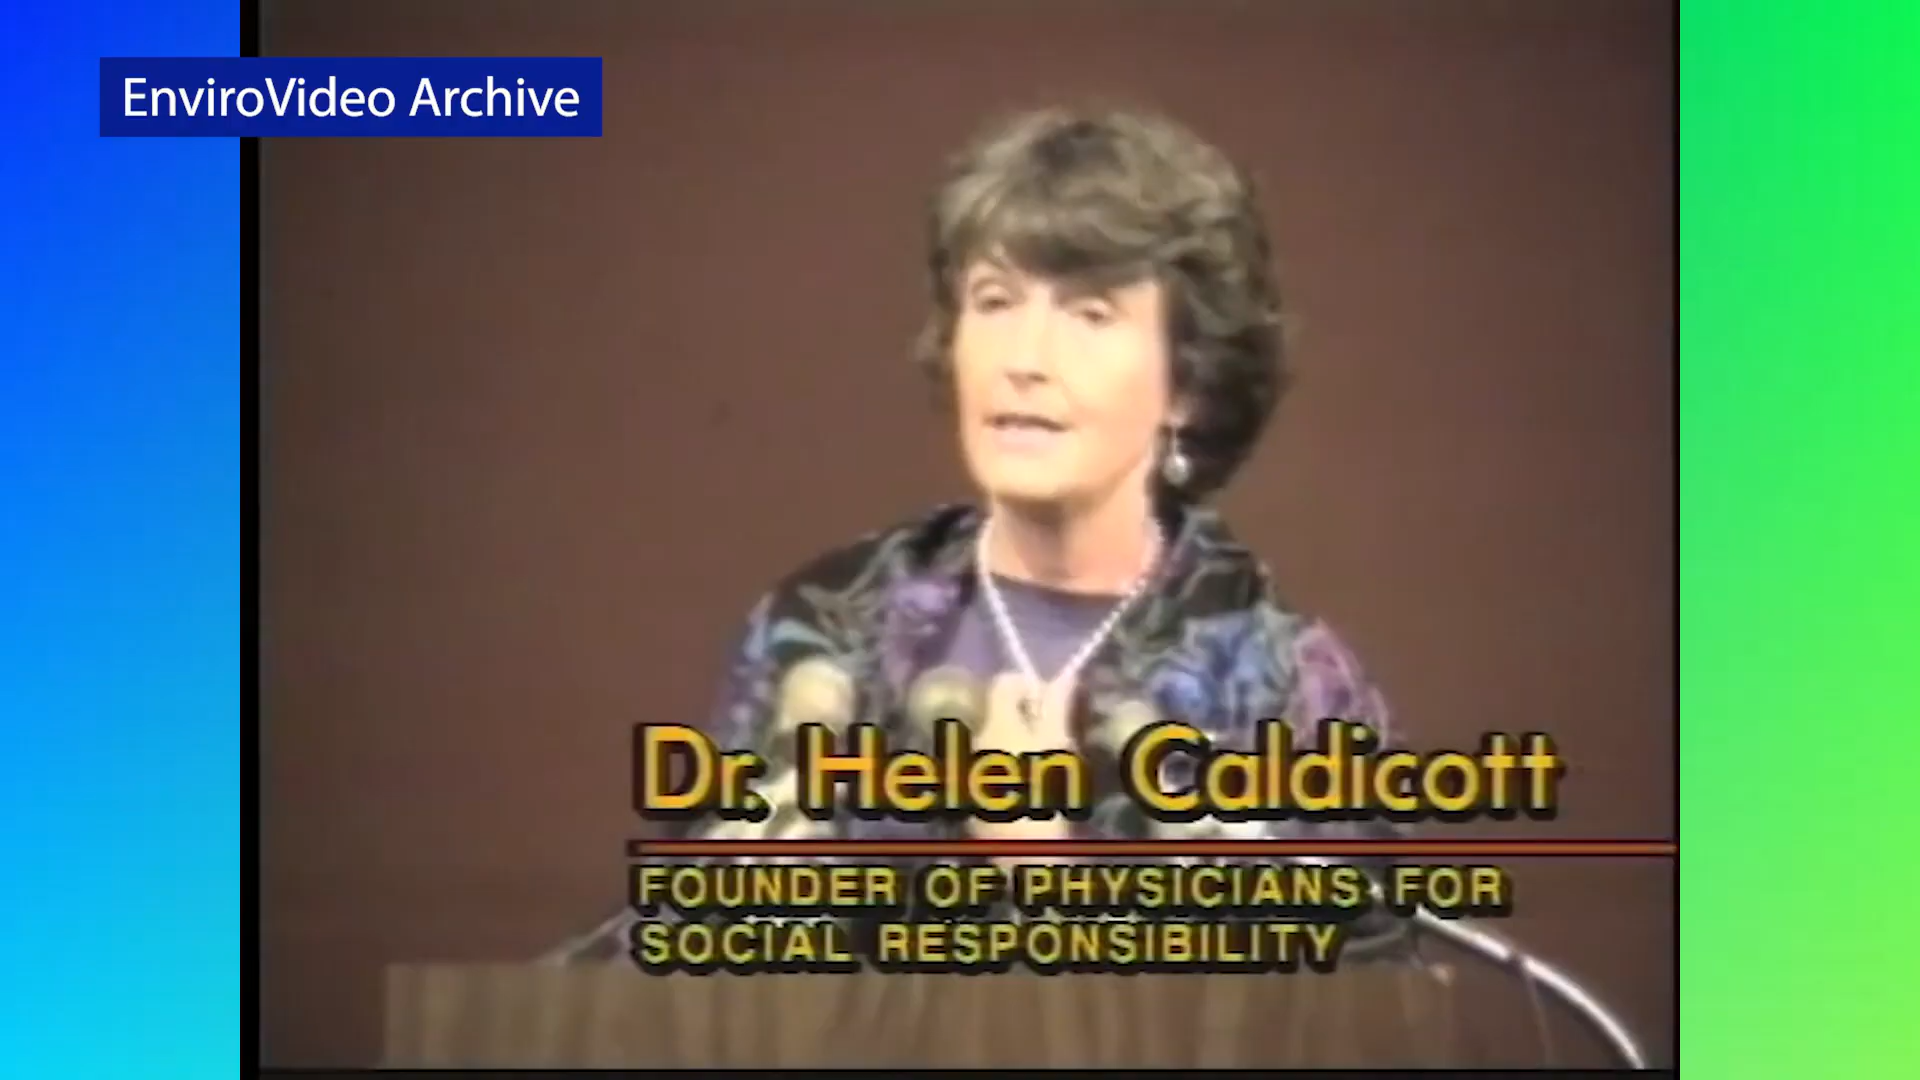 EnviroVideo Archive
Dr. Helen Caldicott
FOUNDER OF PHYSICIANS FOR
SOCIAL RESPONSIBILITY